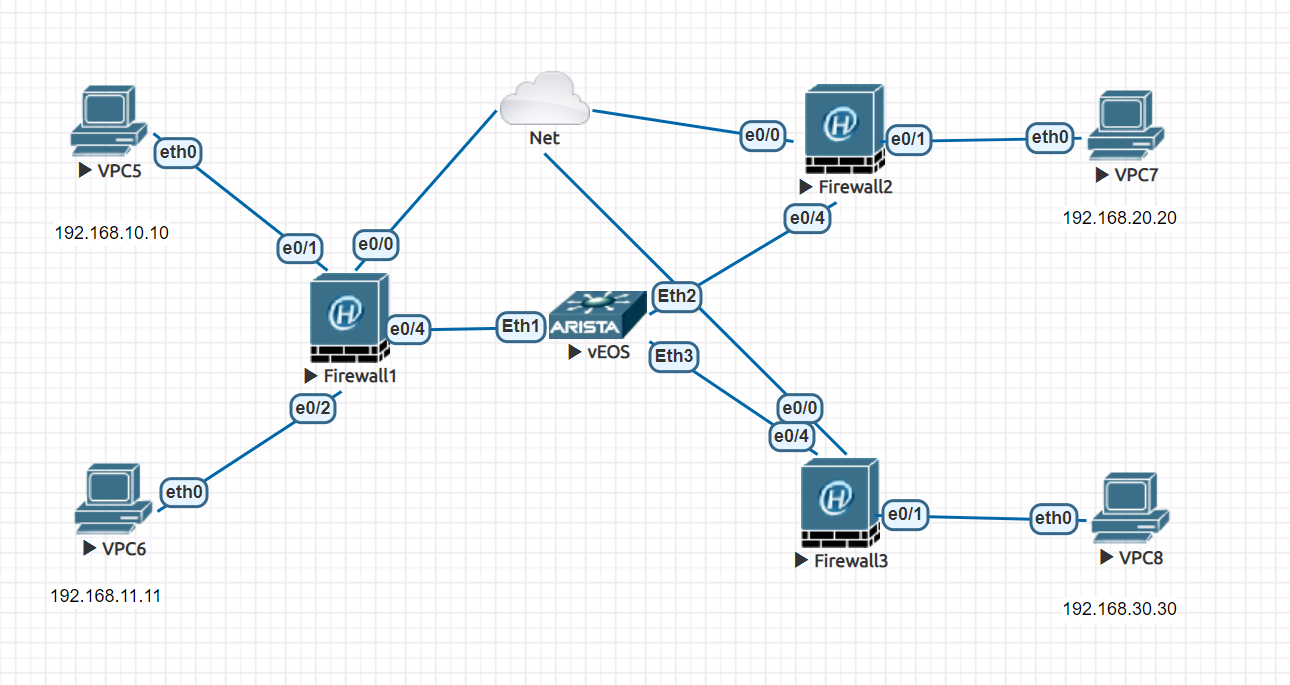 Net
e0/0
e0/1
eth0
eth0
VPC5
VPC7
Firewall2
192.168.10.10
e0/4
192.168.20.20
e0/1
e0/0
Eth2
e0/4
Eth1
ARISTA
vEOS
Eth3
Firewall1
e0/2
e0/0
e0/4
eth0
e0/1
eth0
VPC6
Firewall3
VPC8
192.168.11.11
192.168.30.30
H
H
H